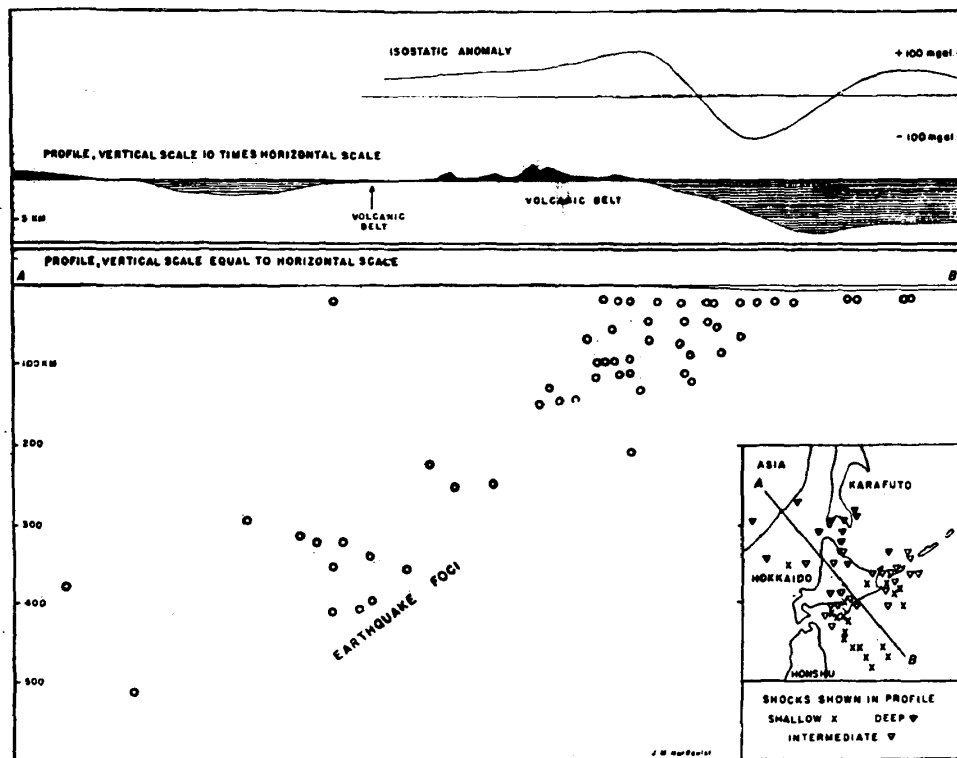 ISOSTATIC ANOMALY
+100 mgal.
-100 mgal.
PROFILE, VERTICAL SCALE 10 TIMES HORIZONTAL SCALE
VOLCANIC BELT
VOLCANIC
BELT
5 KM
PROFILE, VERTICAL SCALE EQUAL TO HORIZONTAL SCALE
A
B
100 KM
200
300
400
500
EARTHQUAKE FOCI
ASIA
A
KARAFUTO
HOKKAIDO
HONSHU
B
SHOCKS SHOWN IN PROFILE
SHALLOW X DEEP ▼
INTERMEDIATE ▽
J. M. Nordquist